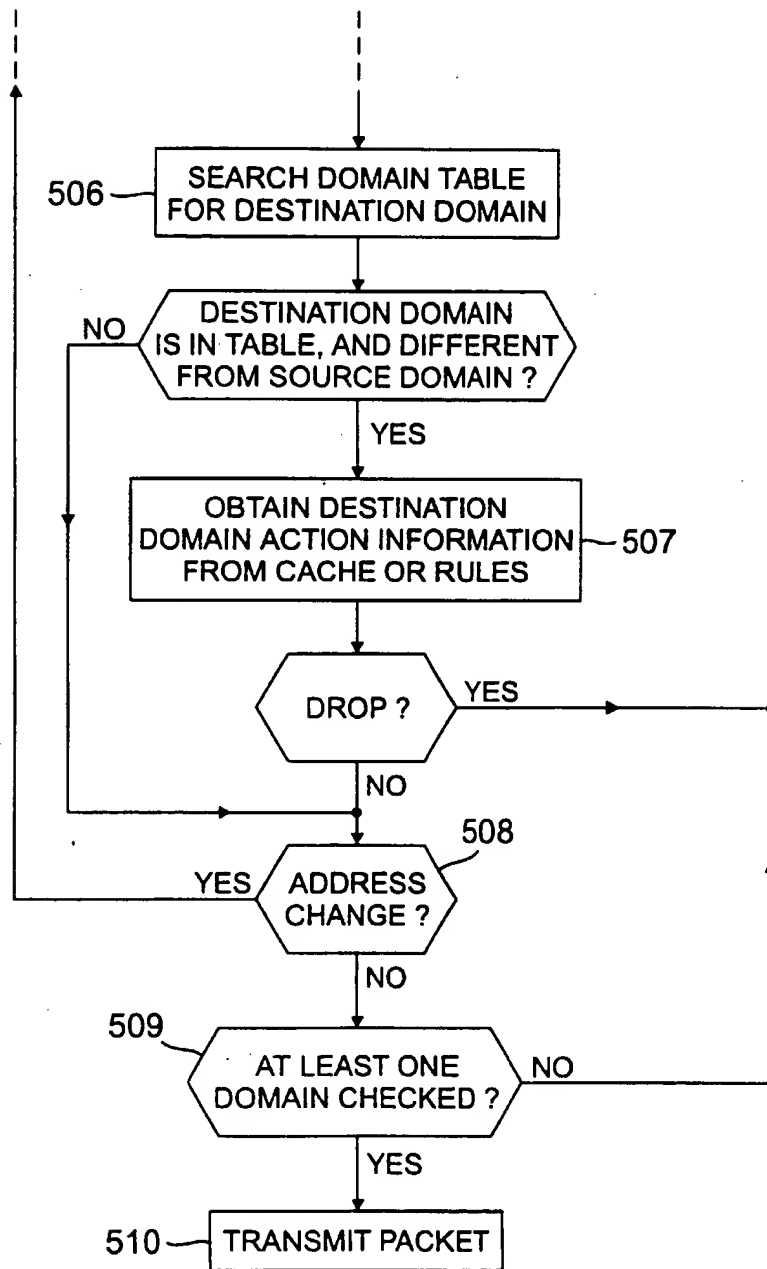 506
SEARCH DOMAIN TABLE
FOR DESTINATION DOMAIN
NO
DESTINATION DOMAIN
IS IN TABLE, AND DIFFERENT
FROM SOURCE DOMAIN ?
YES
OBTAIN DESTINATION
DOMAIN ACTION INFORMATION
FROM CACHE OR RULES
507
DROP ?
YES
NO
508
YES
ADDRESS
CHANGE ?
NO
509
AT LEAST ONE
DOMAIN CHECKED ?
NO
YES
510
TRANSMIT PACKET